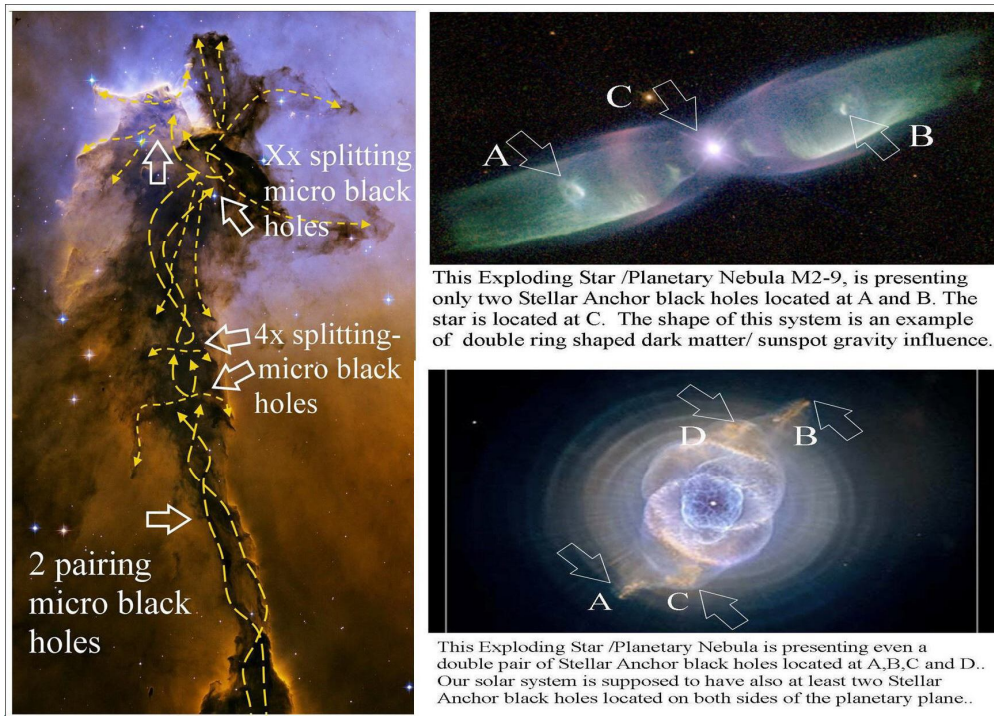 Xx splitting
micro black
holes
4x splitting-
micro black
holes
2 pairing
micro black
holes
A
C
B
This Exploding Star /Planetary Nebula M2-9, is presenting
only two Stellar Anchor black holes located at A and B. The
star is located at C. The shape of this system is an example
of double ring shaped dark matter/ sunspot gravity influence.
D
B
A
C
This Exploding Star /Planetary Nebula is presenting even a
double pair of Stellar Anchor black holes located at A,B,C and D..
Our solar system is supposed to have also at least two Stellar
Anchor black holes located on both sides of the planetary plane..